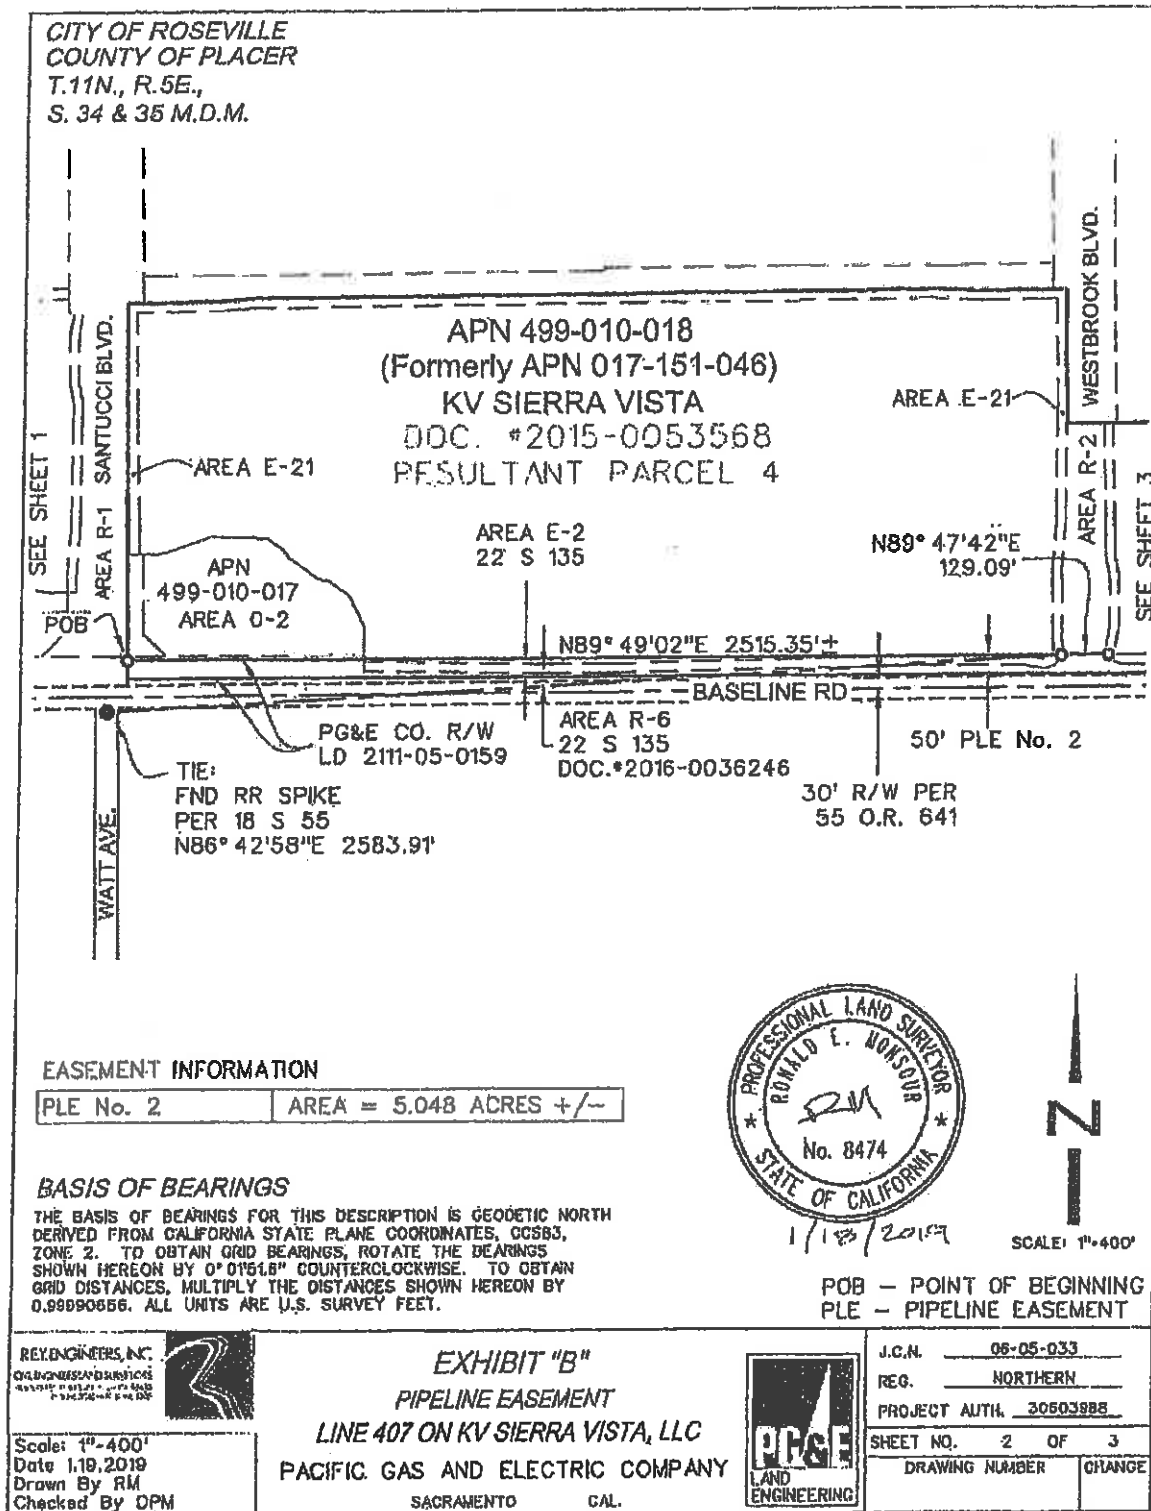 CITY OF ROSEVILLE
COUNTY OF PLACER
T.11N., R.5E.,
S. 34 & 35 M.D.M.
SEE SHEET 1
AREA R-1 SANTUCCI BLVD.
WESTBROOK BLVD.
AREA R-2
SEE SHEET 3
APN 499-010-018
(Formerly APN 017-151-046)
KV SIERRA VISTA
DOC. #2015-0053568
RESULTANT PARCEL 4
AREA E-21
AREA E-21
AREA E-2
22 S 135
N89°47'42"E
129.09'
APN
499-010-017
AREA O-2
POB
N89°49'02"E 2515.35'±
BASELINE RD
PG&E CO. R/W
LD 2111-05-0159
AREA R-6
22 S 135
DOC.#2016-0036246
50' PLE No. 2
30' R/W PER
55 O.R. 641
TIE:
FND RR SPIKE
PER 18 S 55
N86°42'58"E 2583.91'
WATT AVE.
EASEMENT INFORMATION
PLE No. 2 AREA = 5.048 ACRES +/-
PROFESSIONAL LAND SURVEYOR
RONALD E. NONSOUR
No. 8474
STATE OF CALIFORNIA
1/18/2019
N
SCALE: 1"=400'
BASIS OF BEARINGS
THE BASIS OF BEARINGS FOR THIS DESCRIPTION IS GEODETIC NORTH
DERIVED FROM CALIFORNIA STATE PLANE COORDINATES, CCS83,
ZONE 2. TO OBTAIN GRID BEARINGS, ROTATE THE BEARINGS
SHOWN HEREON BY 0°01'51.6" COUNTERCLOCKWISE. TO OBTAIN
GRID DISTANCES, MULTIPLY THE DISTANCES SHOWN HEREON BY
ALL UNITS ARE U.S. SURVEY FEET.
POB - POINT OF BEGINNING
PLE - PIPELINE EASEMENT
REY ENGINEERS, INC.
Scale: 1"=400'
Date 1.18.2019
Drawn By RM
Checked By DPM
EXHIBIT "B"
PIPELINE EASEMENT
LINE 407 ON KV SIERRA VISTA, LLC
PACIFIC GAS AND ELECTRIC COMPANY
SACRAMENTO CAL.
PG&E
LAND
ENGINEERING
J.C.N. 06-05-033
REG. NORTHERN
PROJECT AUTH. 30603988
SHEET NO. 2 OF 3
DRAWING NUMBER CHANGE